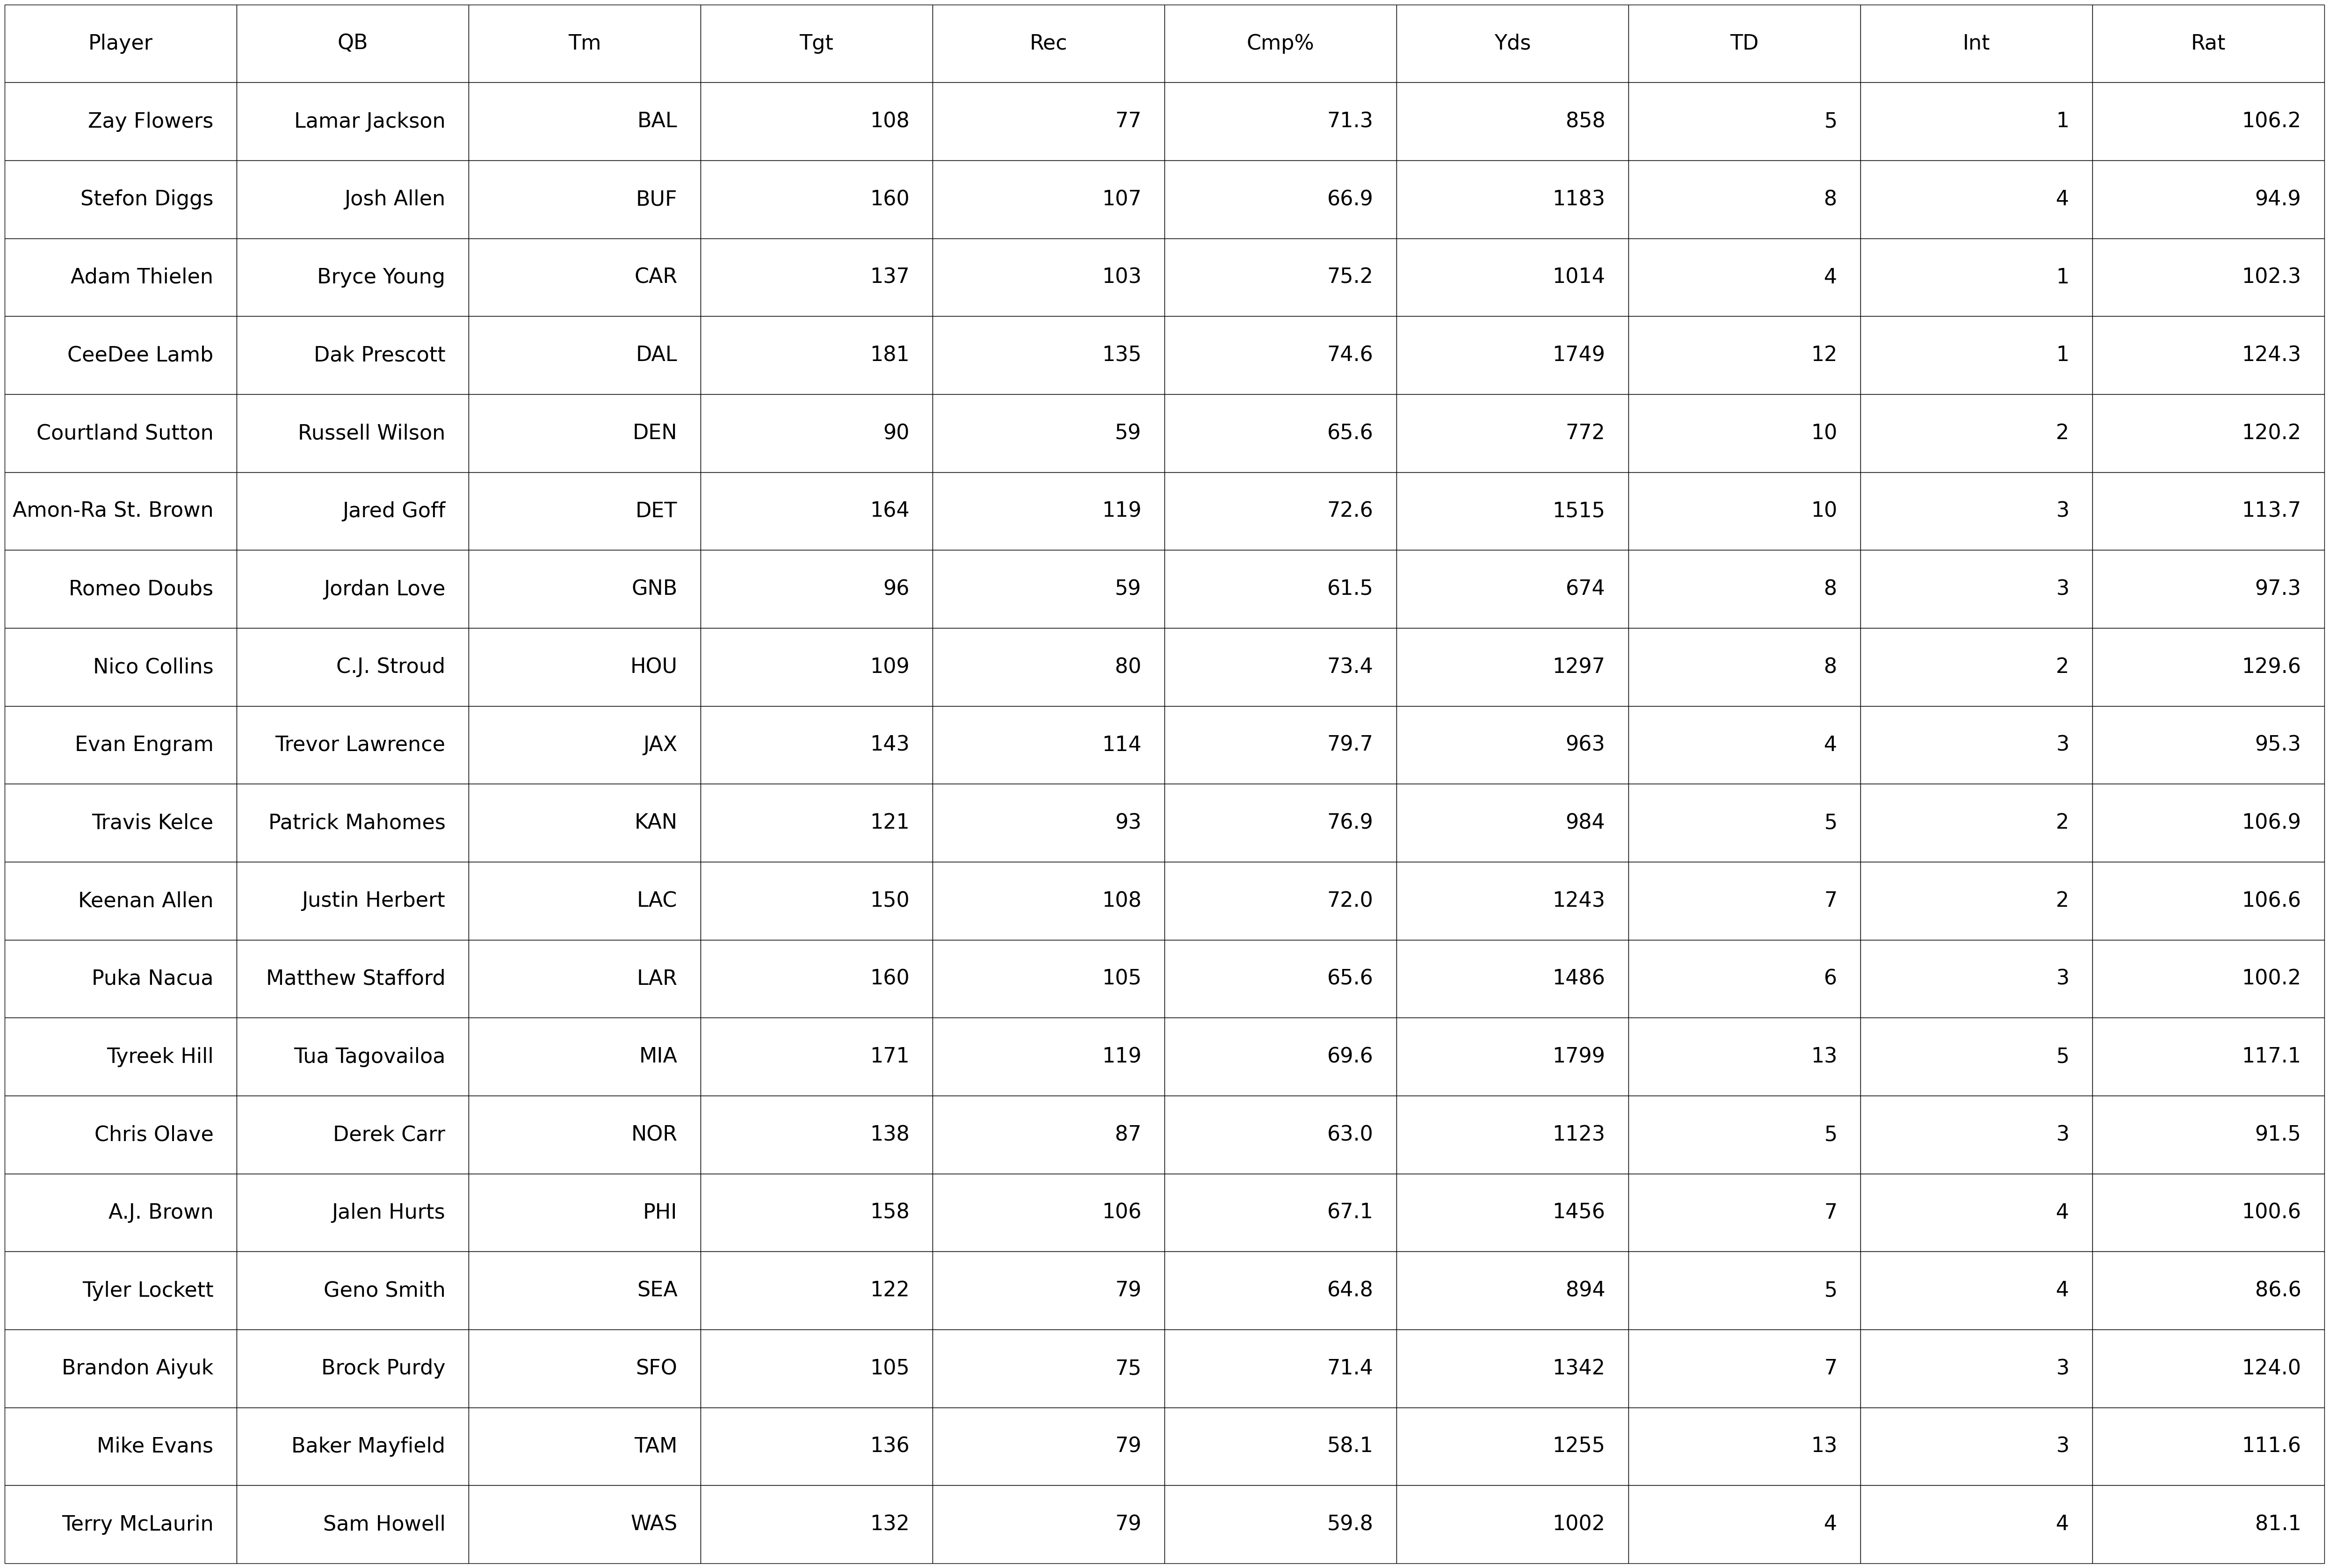 Player QB Tm Tgt Rec Cmp% Yds TD Int Rat
Zay Flowers Lamar Jackson BAL 108 77 71.3 858 5 1 106.2
Stefon Diggs Josh Allen BUF 160 107 66.9 1183 8 4 94.9
Adam Thielen Bryce Young CAR 137 103 75.2 1014 4 1 102.3
CeeDee Lamb Dak Prescott DAL 181 135 74.6 1749 12 1 124.3
Courtland Sutton Russell Wilson DEN 90 59 65.6 772 10 2 120.2
Amon-Ra St. Brown Jared Goff DET 164 119 72.6 1515 10 3 113.7
Romeo Doubs Jordan Love GNB 96 59 61.5 674 8 3 97.3
Nico Collins C.J. Stroud HOU 109 80 73.4 1297 8 2 129.6
Evan Engram Trevor Lawrence JAX 143 114 79.7 963 4 3 95.3
Travis Kelce Patrick Mahomes KAN 121 93 76.9 984 5 2 106.9
Keenan Allen Justin Herbert LAC 150 108 72.0 1243 7 2 106.6
Puka Nacua Matthew Stafford LAR 160 105 65.6 1486 6 3 100.2
Tyreek Hill Tua Tagovailoa MIA 171 119 69.6 1799 13 5 117.1
Chris Olave Derek Carr NOR 138 87 63.0 1123 5 3 91.5
A.J. Brown Jalen Hurts PHI 158 106 67.1 1456 7 4 100.6
Tyler Lockett Geno Smith SEA 122 79 64.8 894 5 4 86.6
Brandon Aiyuk Brock Purdy SFO 105 75 71.4 1342 7 3 124.0
Mike Evans Baker Mayfield TAM 136 79 58.1 1255 13 3 111.6
Terry McLaurin Sam Howell WAS 132 79 59.8 1002 4 4 81.1